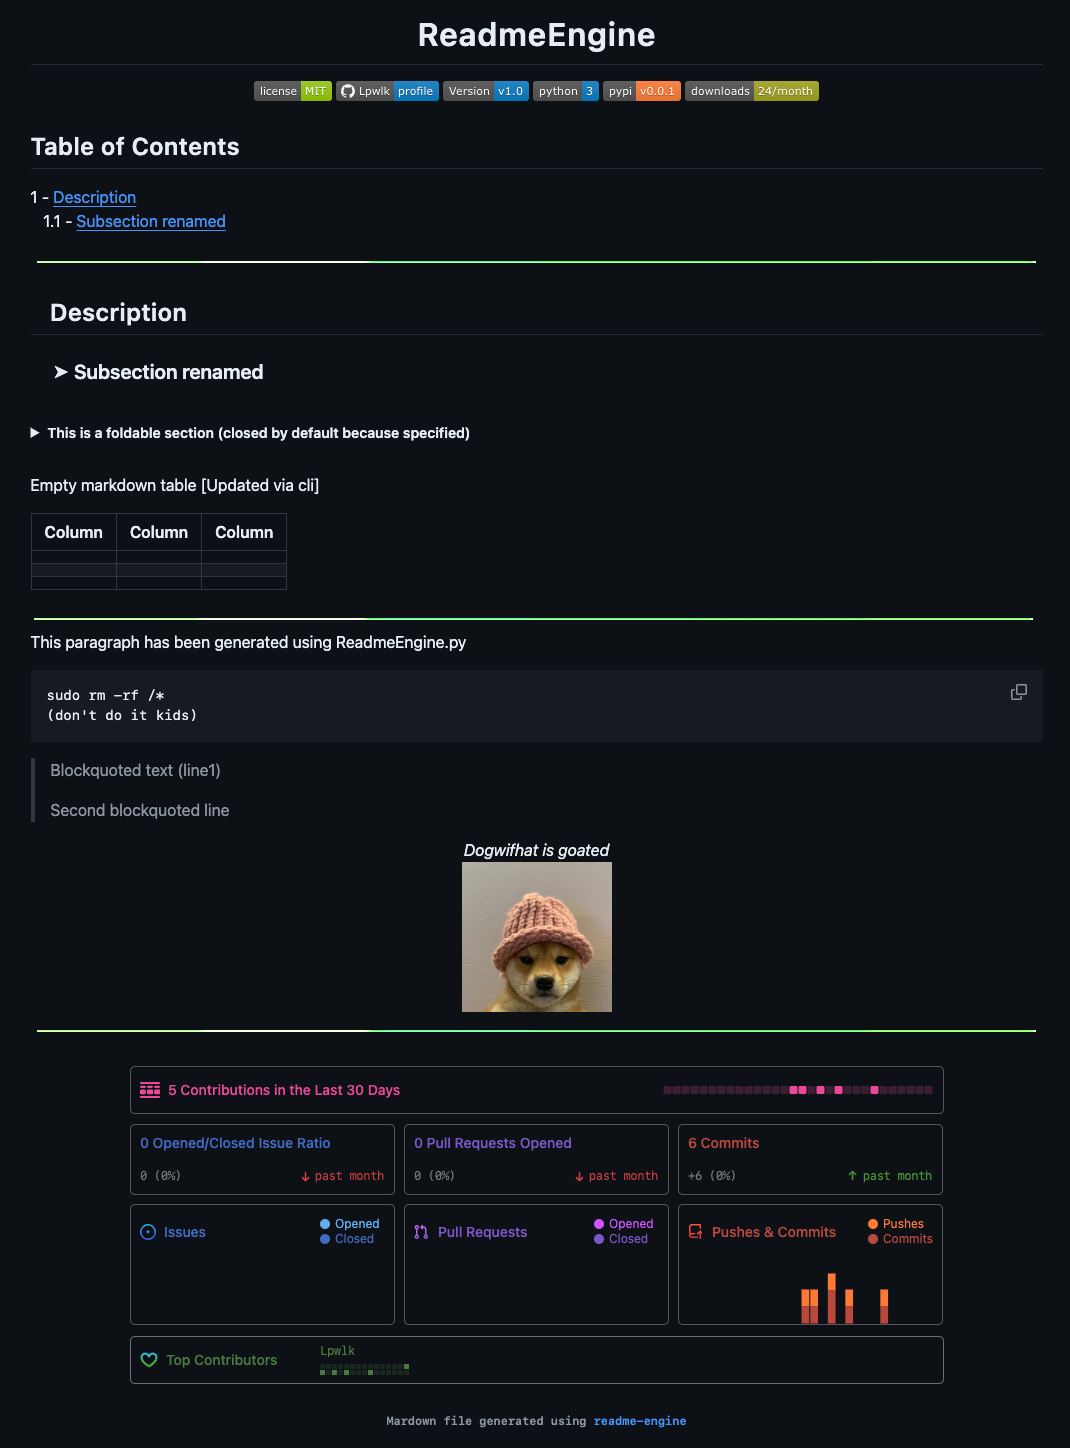 ReadmeEngine
license MIT Lpwlk profile Version v1.0 python 3 pypi v0.0.1 downloads 24/month
Table of Contents
1 - Description
1.1 - Subsection renamed
Description
➤ Subsection renamed
This is a foldable section (closed by default because specified)
Empty markdown table [Updated via cli]
Column Column Column
This paragraph has been generated using ReadmeEngine.py
sudo rm -rf /*
(don't do it kids)
Blockquoted text (line1)
Second blockquoted line
Dogwifhat is goated
5 Contributions in the Last 30 Days
0 Opened/Closed Issue Ratio
0 (0%) ↓ past month
0 Pull Requests Opened
0 (0%) ↓ past month
6 Commits
+6 (0%) ↑ past month
Issues
Opened
Closed
Pull Requests
Opened
Closed
Pushes & Commits
Pushes
Commits
Top Contributors
Lpwlk
Mardown file generated using readme-engine